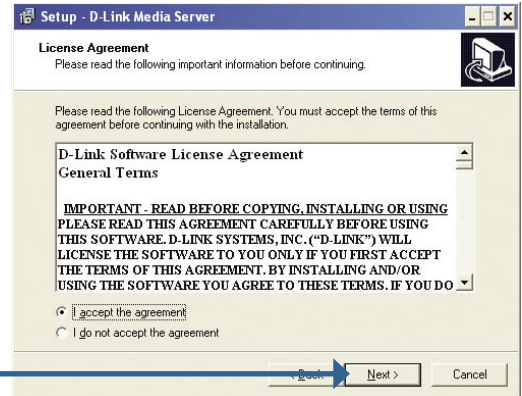 Setup - D-Link Media Server
License Agreement
Please read the following important information before continuing.
Please read the following License Agreement. You must accept the terms of this
agreement before continuing with the installation.
D-Link Software License Agreement
General Terms
IMPORTANT - READ BEFORE COPYING, INSTALLING OR USING
PLEASE READ THIS AGREEMENT CAREFULLY BEFORE USING
THIS SOFTWARE. D-LINK SYSTEMS, INC. ("D-LINK") WILL
LICENSE THE SOFTWARE TO YOU ONLY IF YOU FIRST ACCEPT
THE TERMS OF THIS AGREEMENT. BY INSTALLING AND/OR
USING THE SOFTWARE YOU AGREE TO THESE TERMS. IF YOU DO
I accept the agreement
I do not accept the agreement
< Back Next > Cancel